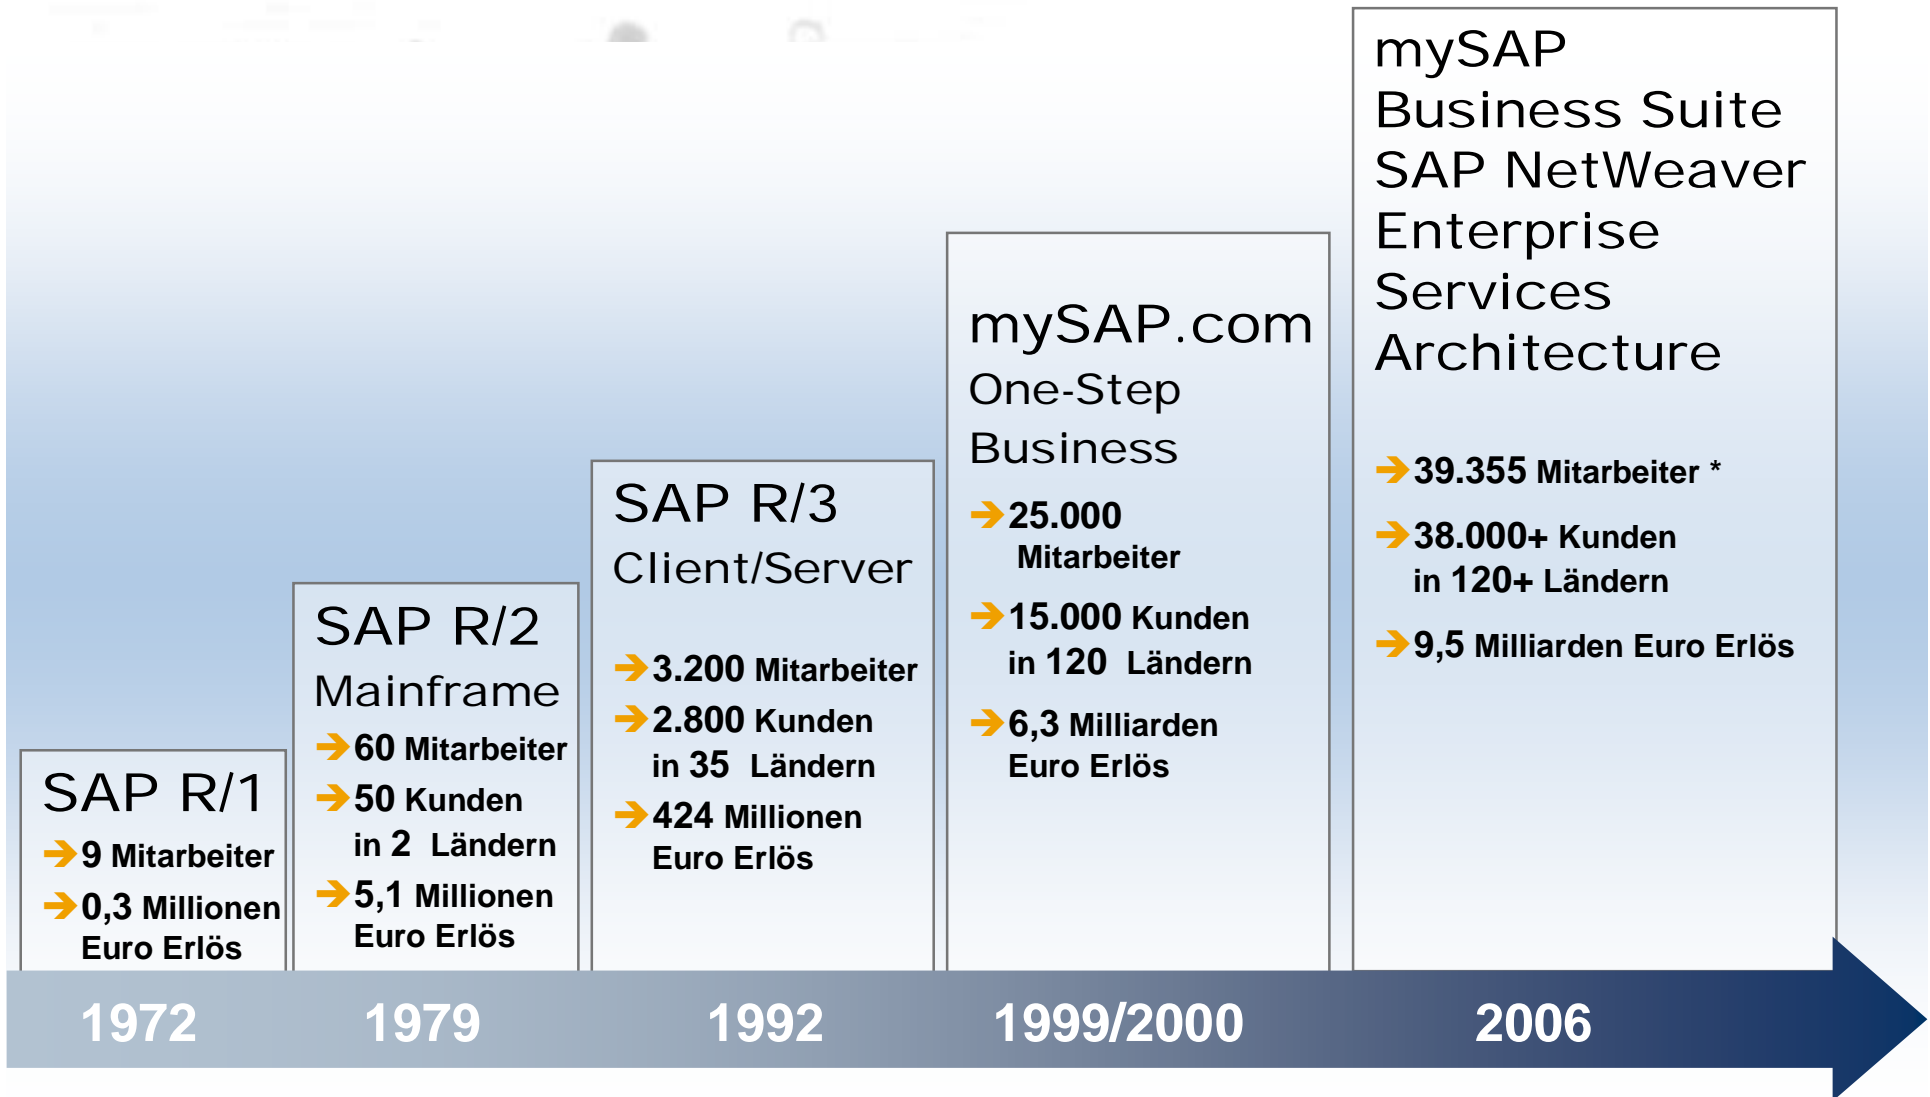 SAP R/1
9 Mitarbeiter
0,3 Millionen
Euro Erlös
1972
SAP R/2
Mainframe
60 Mitarbeiter
50 Kunden
in 2 Ländern
5,1 Millionen
Euro Erlös
1979
SAP R/3
Client/Server
3.200 Mitarbeiter
2.800 Kunden
in 35 Ländern
424 Millionen
Euro Erlös
1992
mySAP.com
One-Step
Business
25.000
Mitarbeiter
15.000 Kunden
in 120 Ländern
6,3 Milliarden
Euro Erlös
1999/2000
mySAP
Business Suite
SAP NetWeaver
Enterprise
Services
Architecture
39.355 Mitarbeiter *
38.000+ Kunden
in 120+ Ländern
9,5 Milliarden Euro Erlös
2006